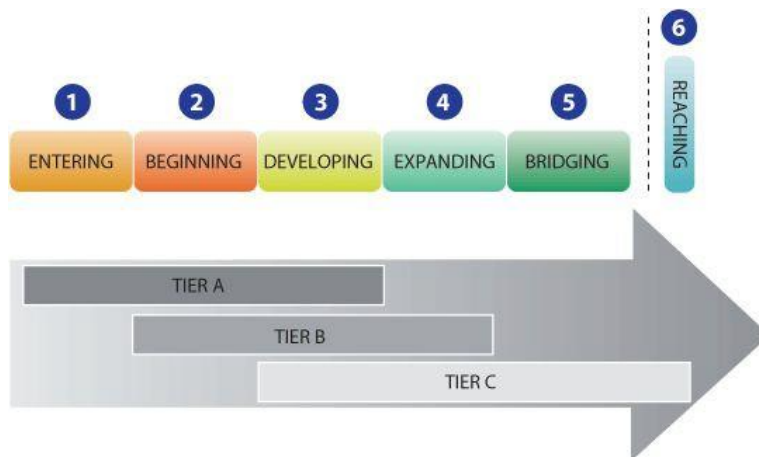 6
1 2 3 4 5
REACHING
ENTERING BEGINNING DEVELOPING EXPANDING BRIDGING
TIER A
TIER B
TIER C